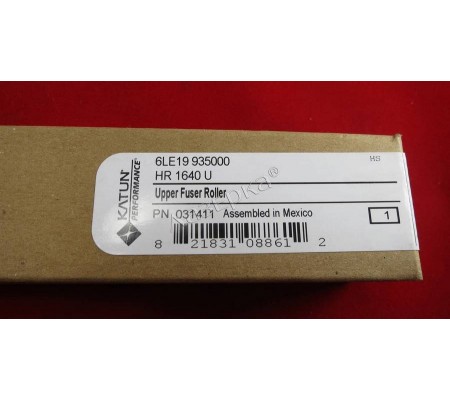 KATUN®
PERFORMANCE
6LE19 935000
HS
HR 1640 U
Upper Fuser Roller
PN 031411 Assembled in Mexico
1
8 21831 08861 2